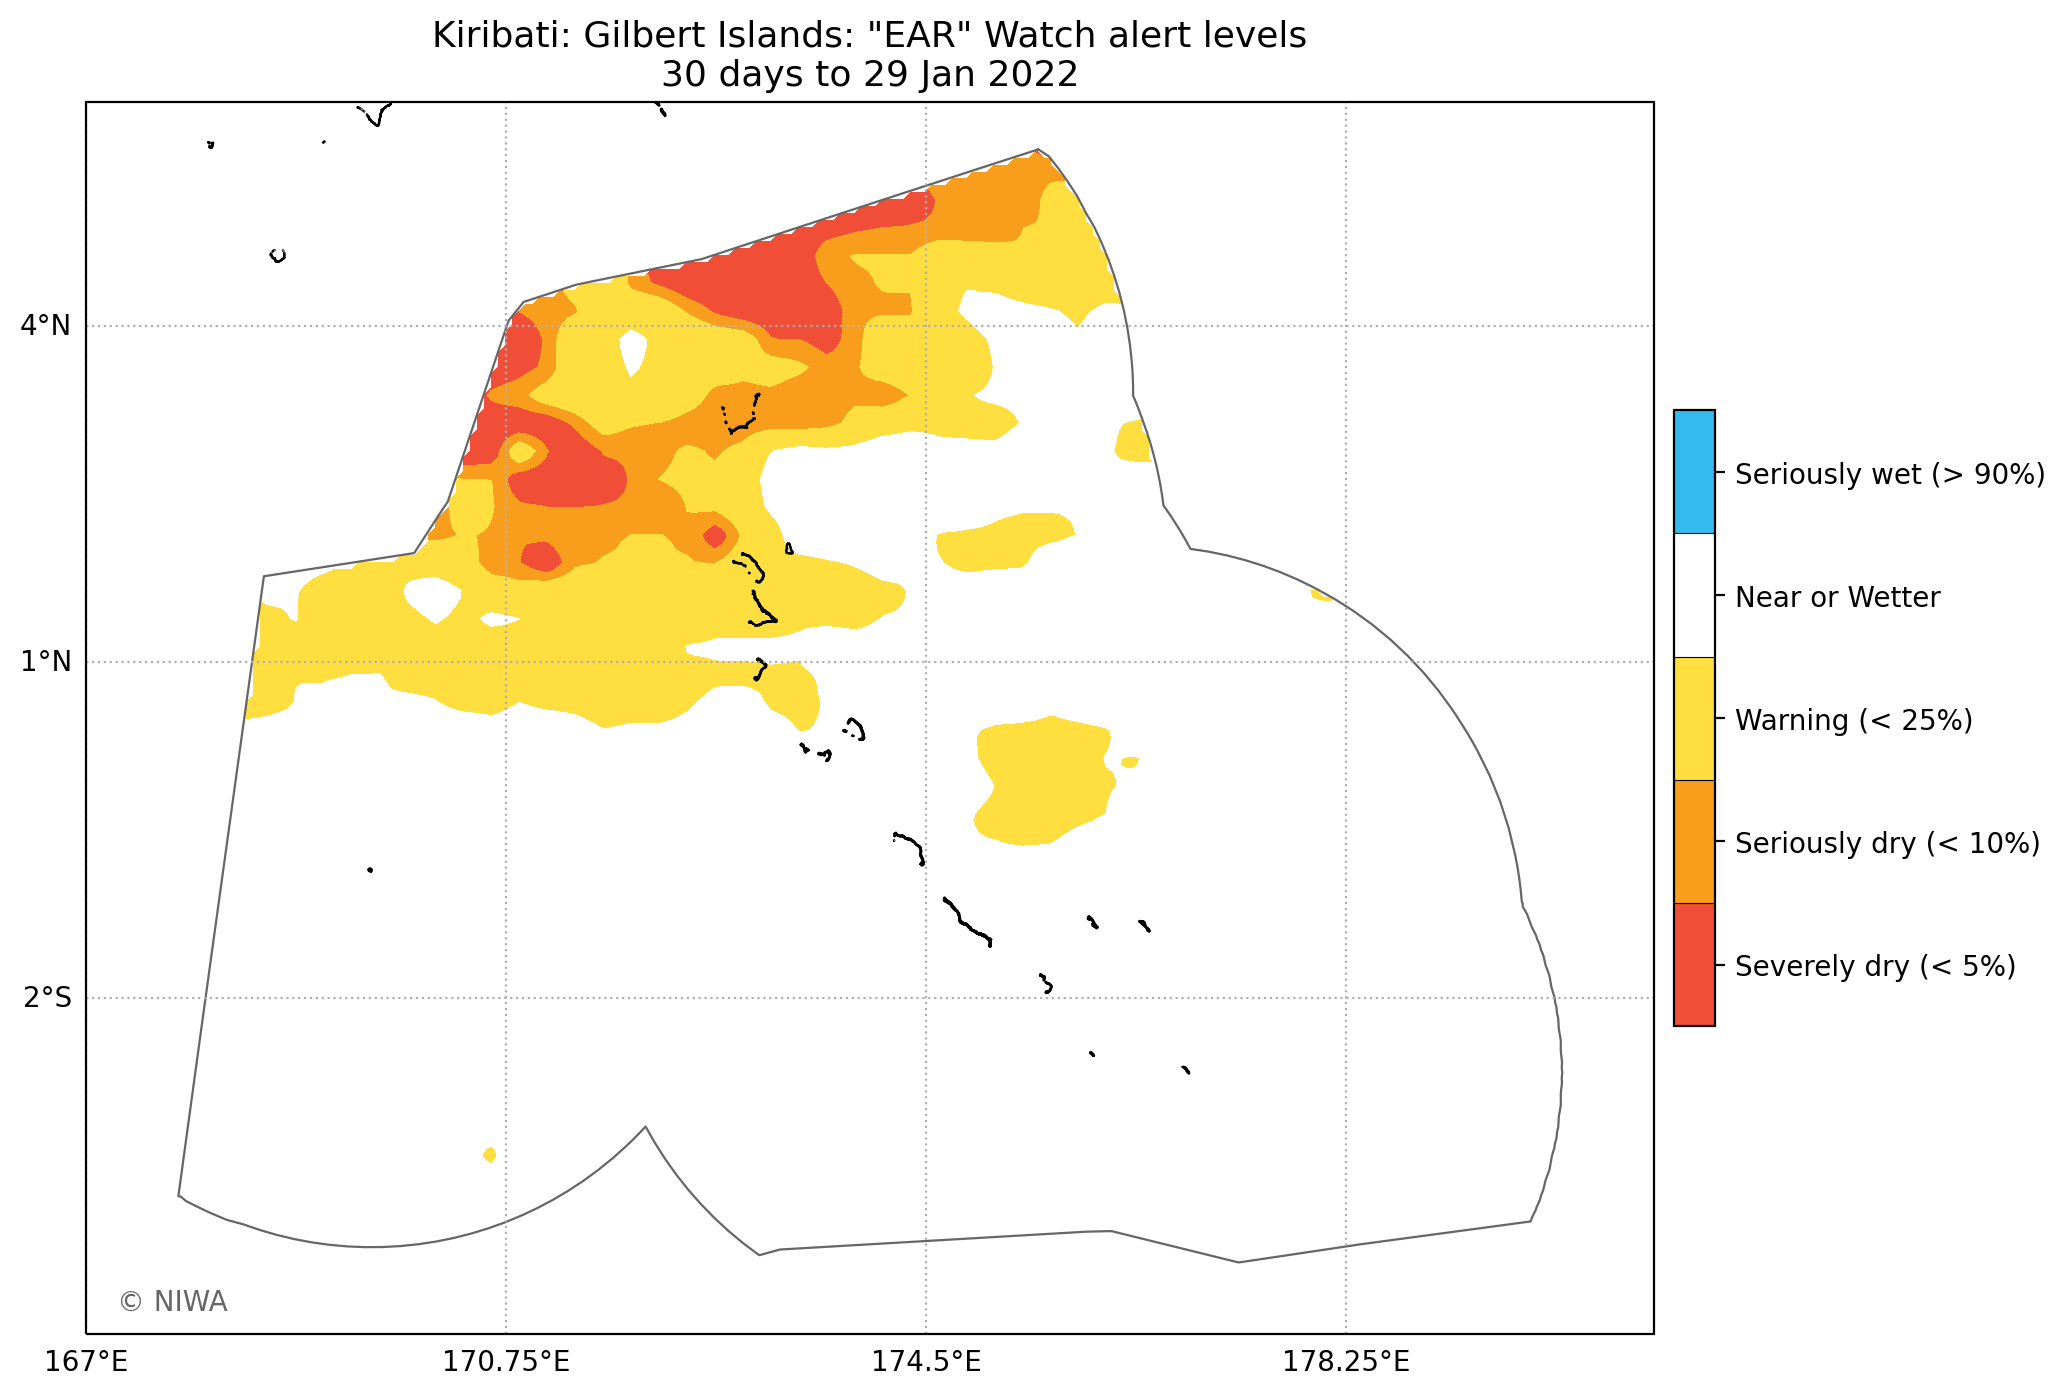 Kiribati: Gilbert Islands: "EAR" Watch alert levels
30 days to 29 Jan 2022
4°N
1°N
2°S
167°E
170.75°E
174.5°E
178.25°E
Seriously wet (> 90%)
Near or Wetter
Warning (< 25%)
Seriously dry (< 10%)
Severely dry (< 5%)
© NIWA